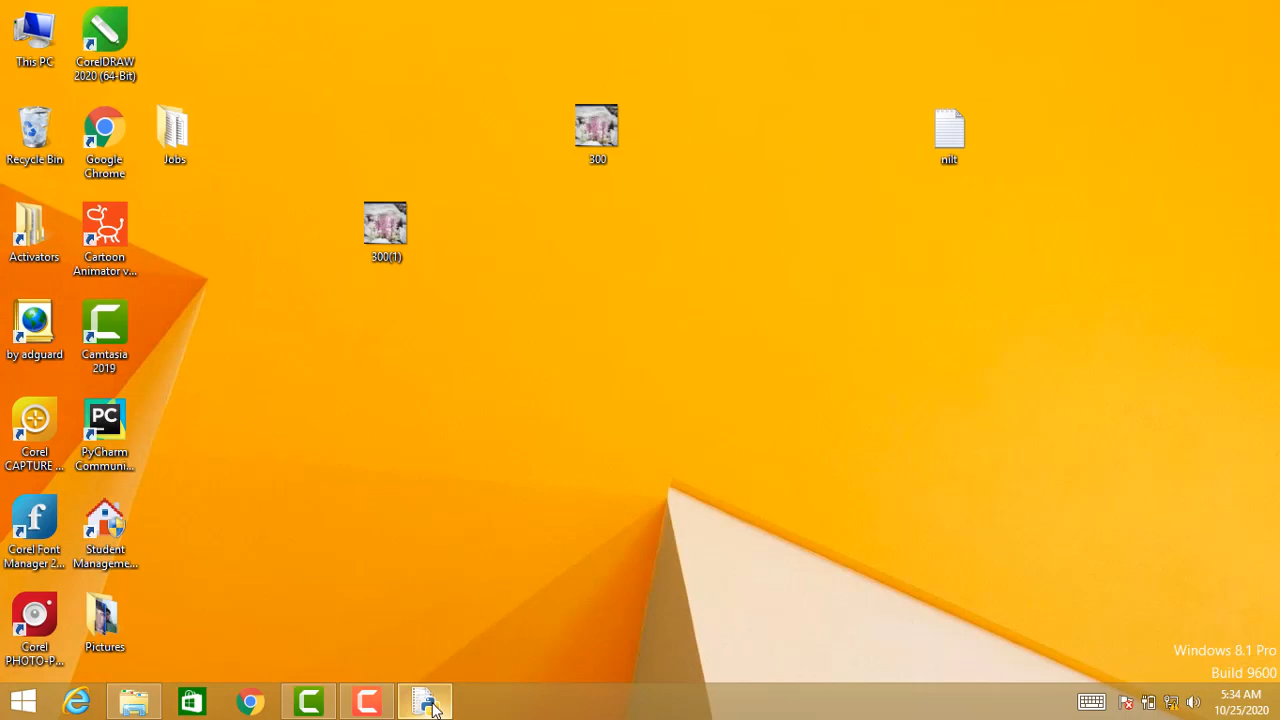 This PC
CorelDRAW
2020 (64-Bit)
Recycle Bin
Google
Chrome
Jobs
300
nilt
Activators
Cartoon
Animator v...
300(1)
by adguard
Camtasia
2019
PC
Corel
CAPTURE ...
PyCharm
Communi...
Corel Font
Manager 2...
Student
Manageme...
Corel
PHOTO-P...
Pictures
Windows 8.1 Pro
Build 9600
5:34 AM
10/25/2020